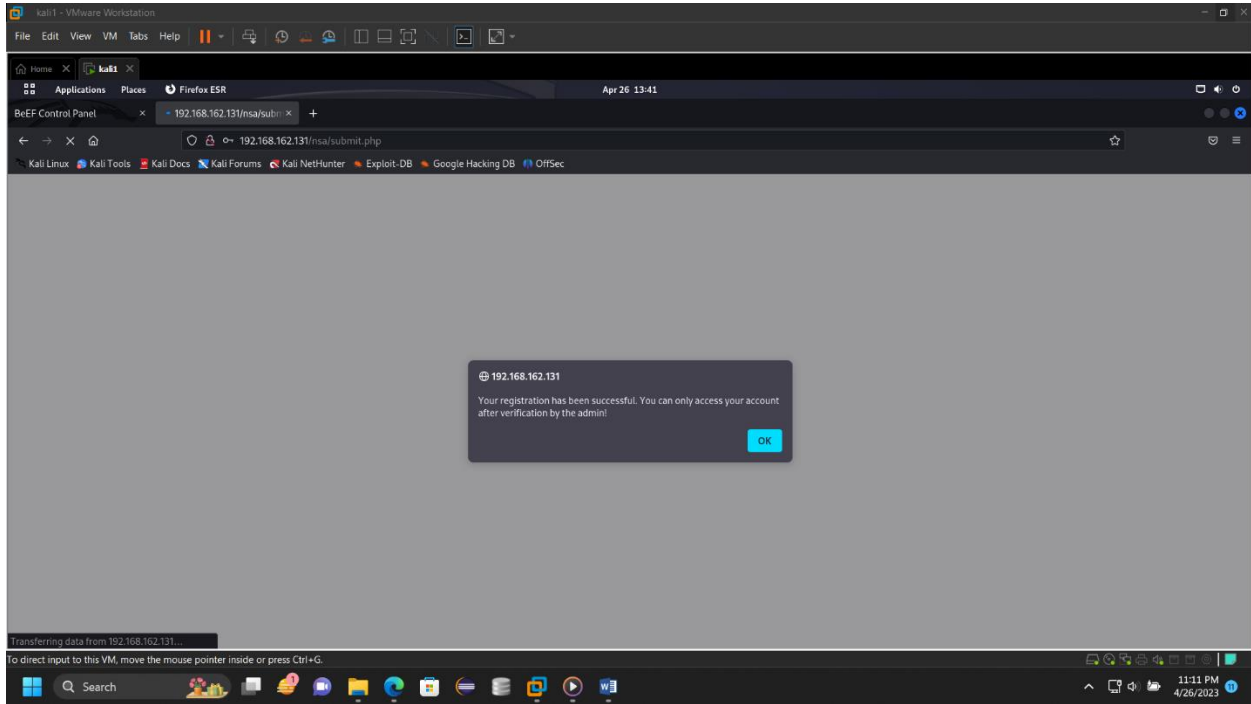 kali1 - VMware Workstation
File Edit View VM Tabs Help
Home kali1
Applications Places Firefox ESR Apr 26 13:41
BeEF Control Panel 192.168.162.131/nsa/subm
192.168.162.131/nsa/submit.php
Kali Linux Kali Tools Kali Docs Kali Forums Kali NetHunter Exploit-DB Google Hacking DB OffSec
192.168.162.131
Your registration has been successful. You can only access your account
after verification by the admin!
OK
Transferring data from 192.168.162.131...
To direct input to this VM, move the mouse pointer inside or press Ctrl+G.
Search
11:11 PM
4/26/2023